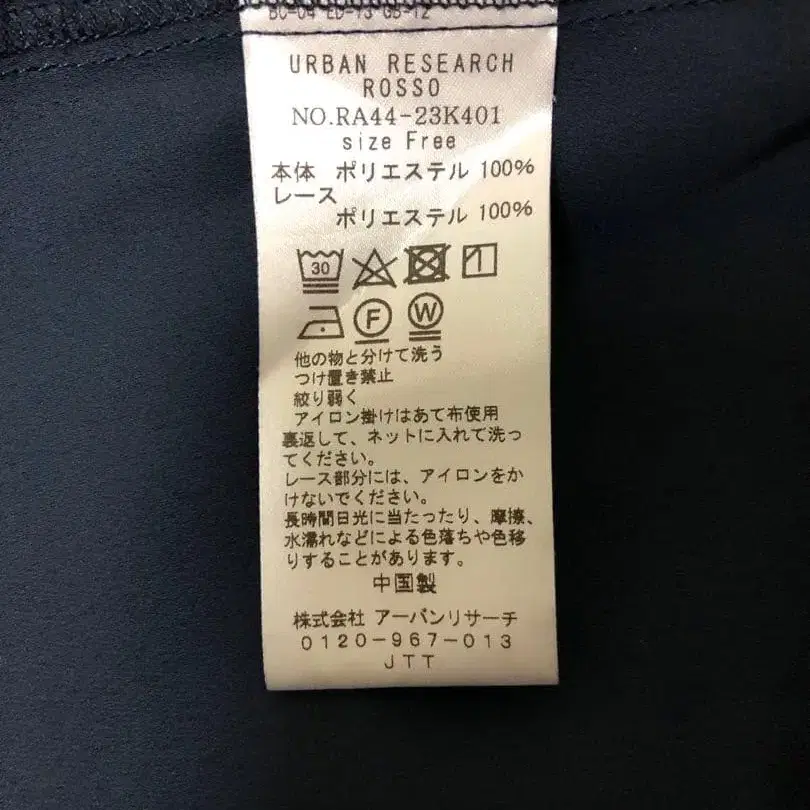 BC-04 ED-13 GB-12
URBAN RESEARCH
ROSSO
NO.RA44-23K401
size Free
本体 ポリエステル 100%
レース
ポリエステル 100%
30
F W
他の物と分けて洗う
つけ置き禁止
絞り弱く
アイロン掛けはあて布使用
裏返して、ネットに入れて洗っ
てください。
レース部分には、アイロンをか
けないでください。
長時間日光に当たったり、摩擦、
水濡れなどによる色落ちや色移
りすることがあります。
中国製
株式会社 アーバンリサーチ
0120-967-013
JTT